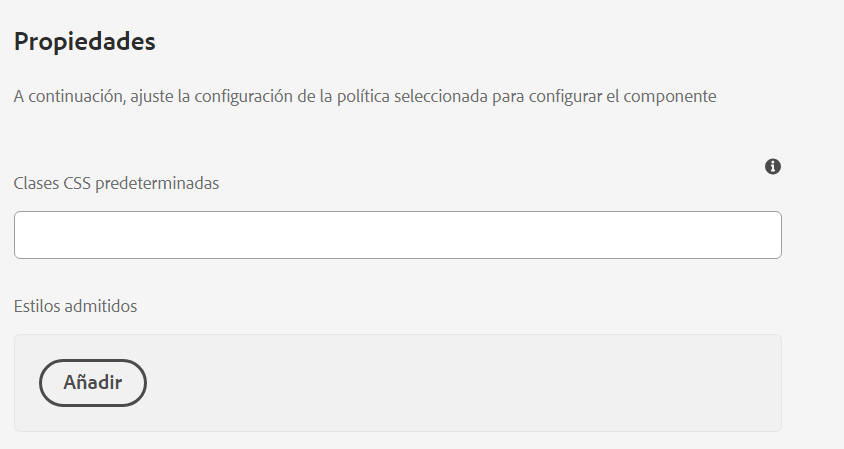 Propiedades
A continuación, ajuste la configuración de la política seleccionada para configurar el componente
Clases CSS predeterminadas
Estilos admitidos
Añadir